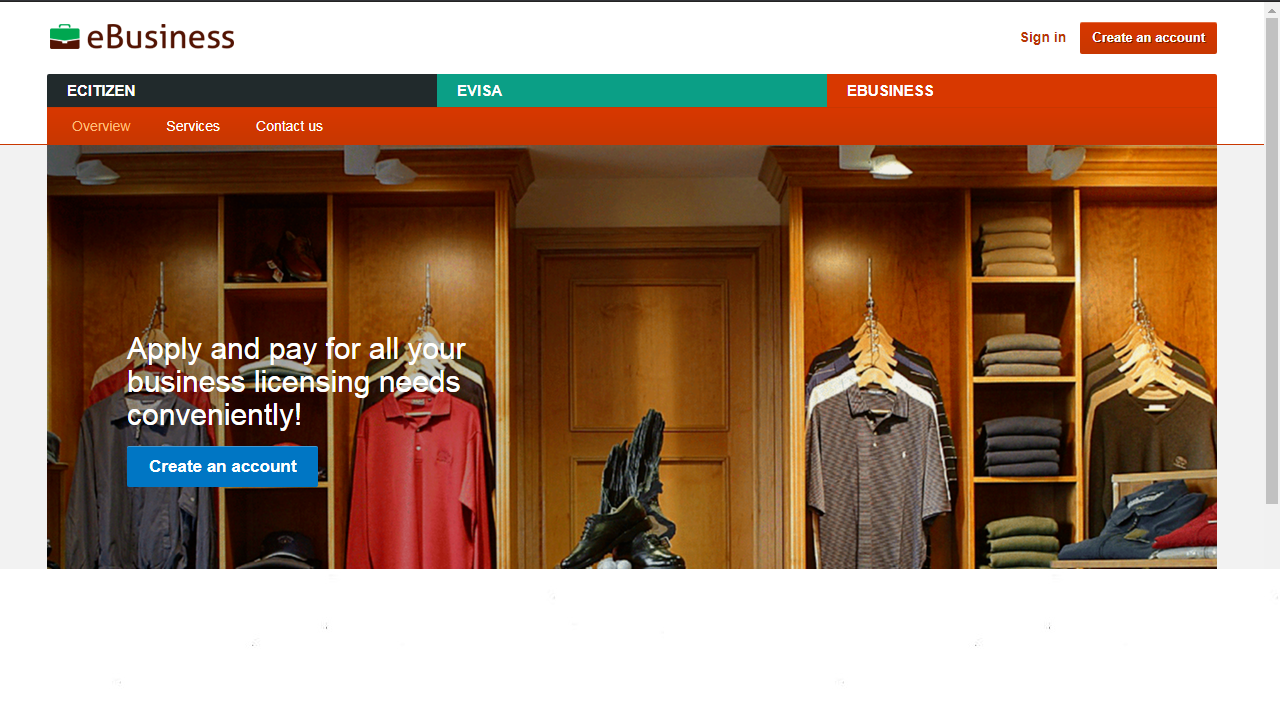 eBusiness
Sign in
Create an account
ECITIZEN
EVISA
EBUSINESS
Overview
Services
Contact us
Apply and pay for all your
business licensing needs
conveniently!
Create an account